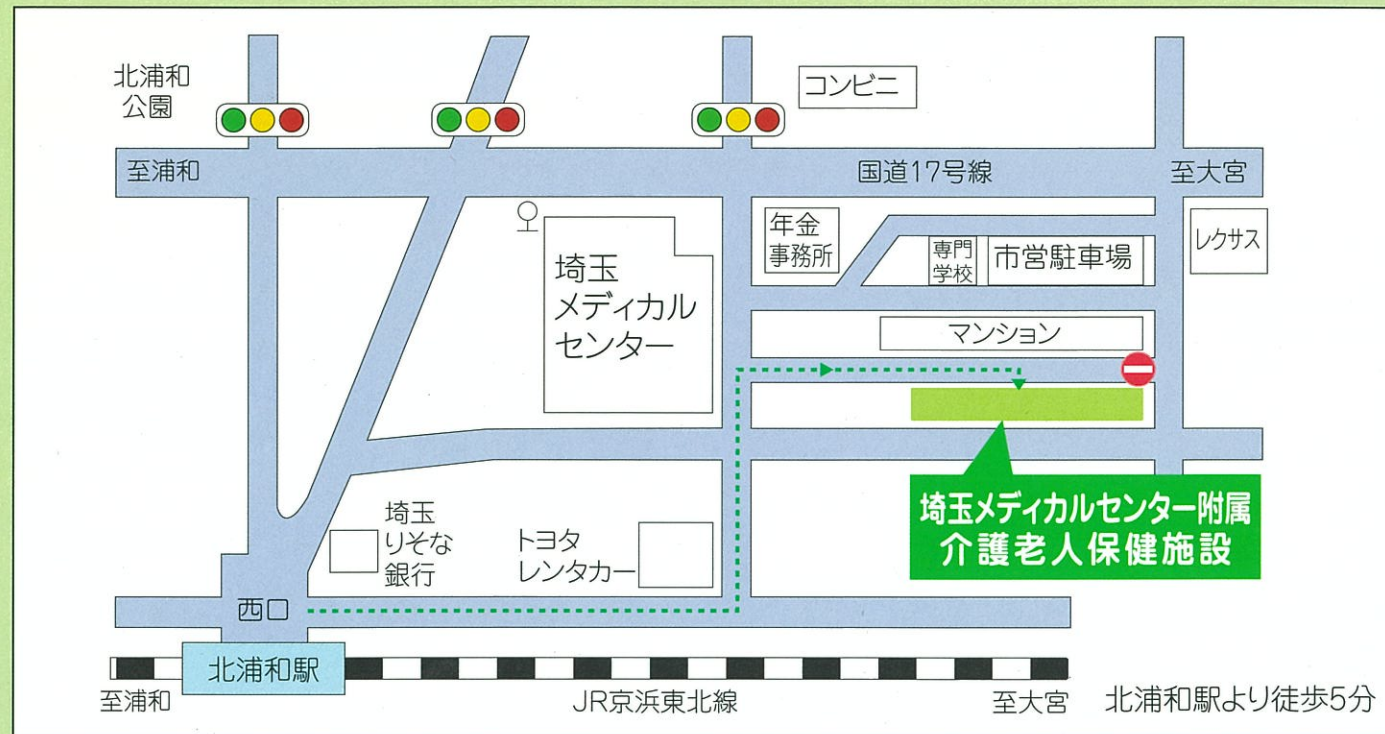 北浦和
公園
コンビニ
至浦和
国道17号線
至大宮
年金
事務所
専門
学校
市営駐車場
レクサス
埼玉
メディカル
センター
マンション
埼玉メディカルセンター附属
介護老人保健施設
埼玉
りそな
銀行
トヨタ
レンタカー
西口
北浦和駅
至浦和
JR京浜東北線
至大宮
北浦和駅より徒歩5分